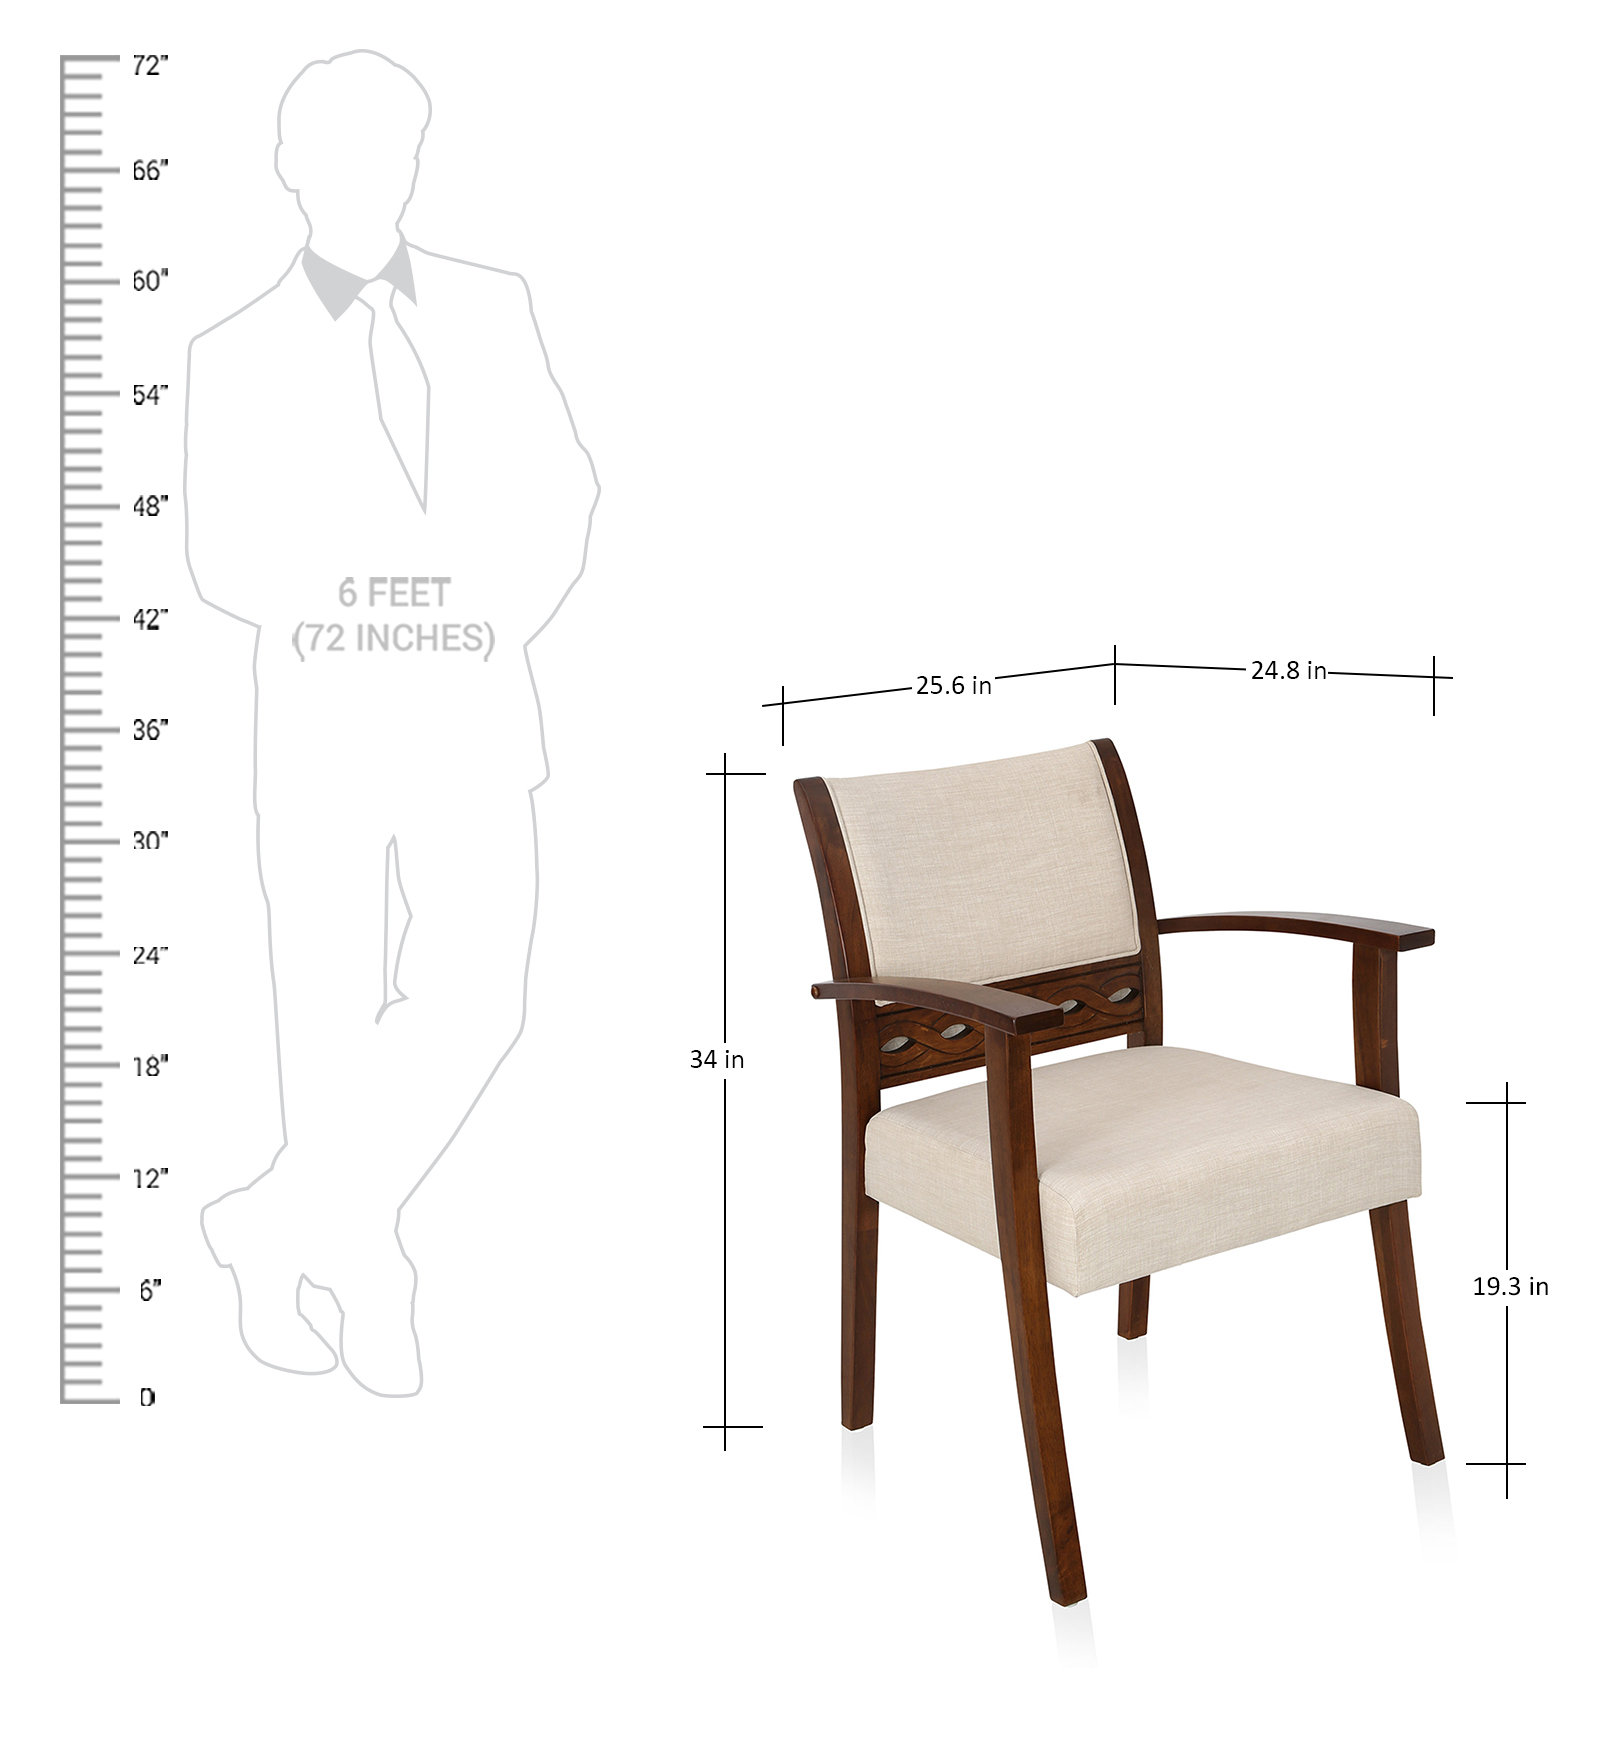 72"
66"
60"
54"
48"
42"
36"
30"
24"
18"
12"
6"
0
6 FEET
(72 INCHES)
25.6 in
24.8 in
34 in
19.3 in